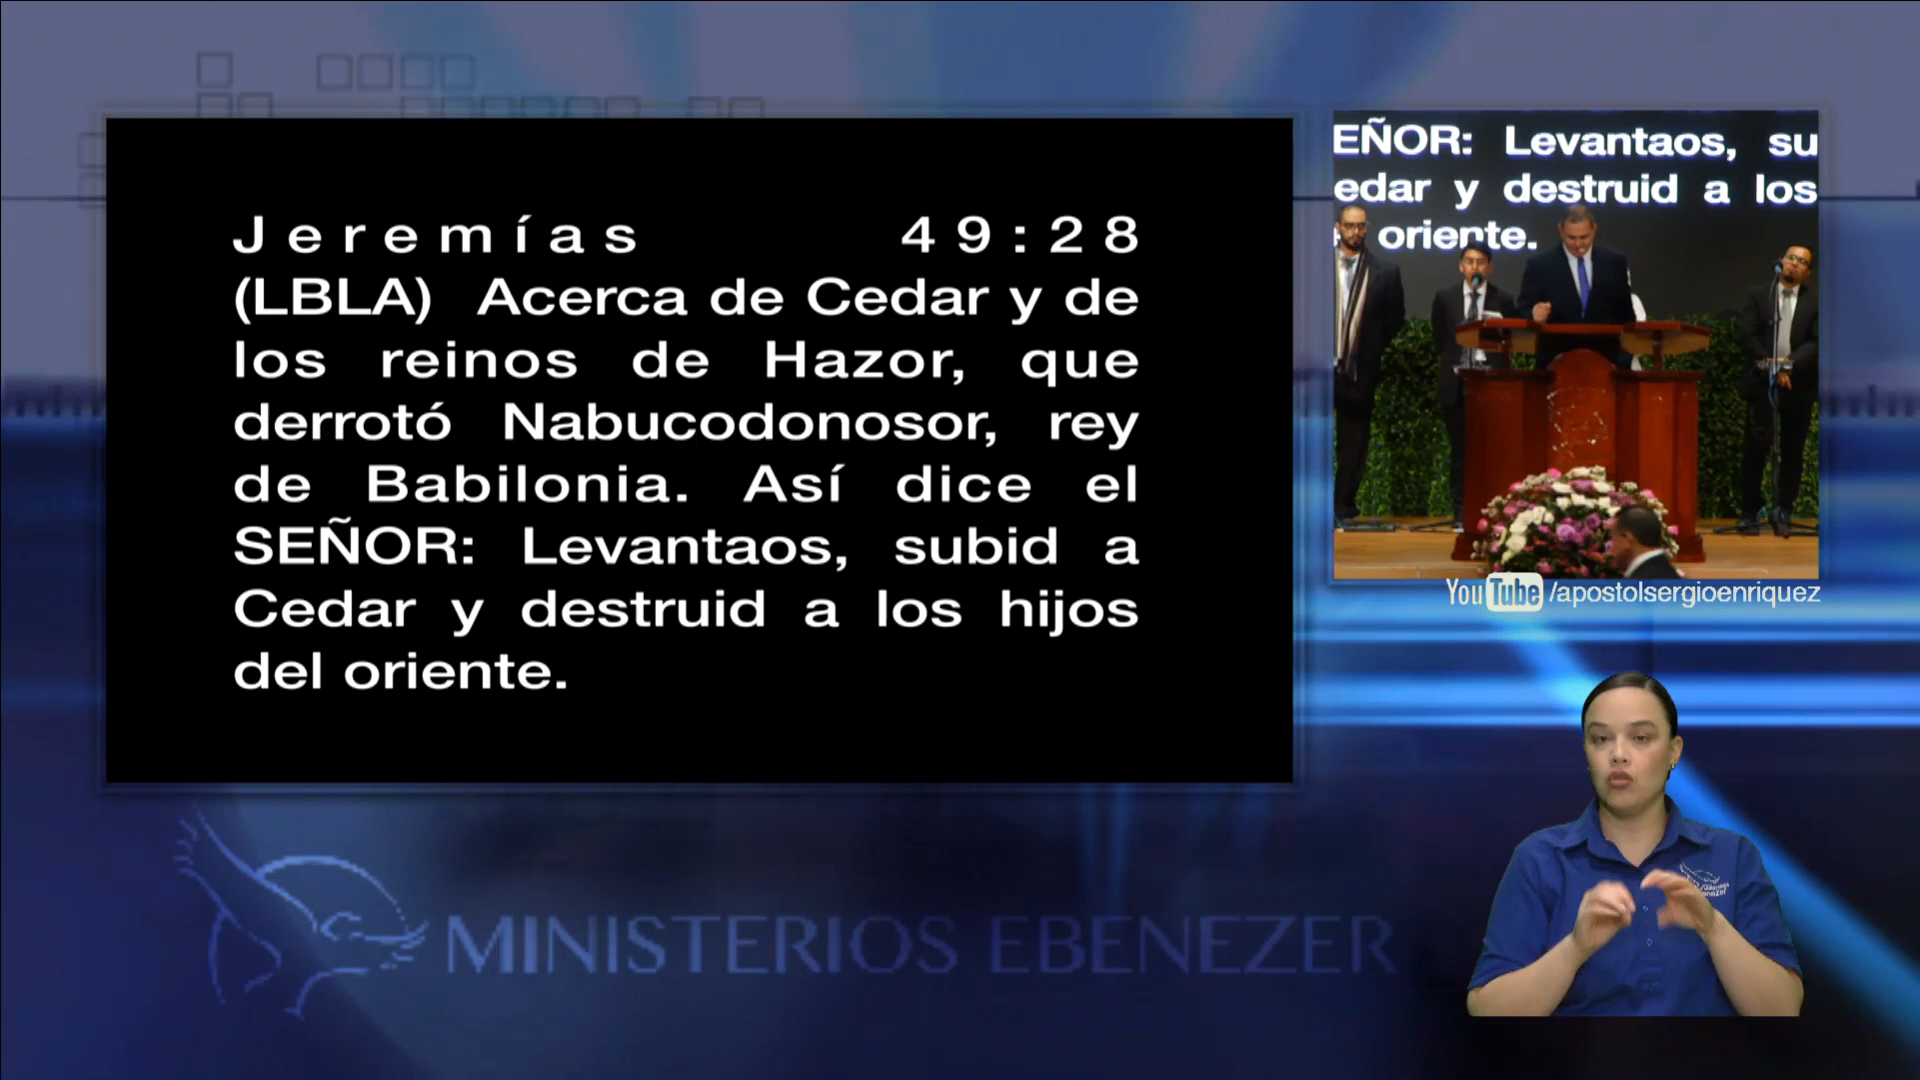 Jeremías 49:28
(LBLA) Acerca de Cedar y de
los reinos de Hazor, que
derrotó Nabucodonosor, rey
de Babilonia. Así dice el
SEÑOR: Levantaos, subid a
Cedar y destruid a los hijos
del oriente.
EÑOR: Levantaos, su
edar y destruid a los
oriente.
YouTube /apostolsergioenriquez
MINISTERIOS EBENEZER